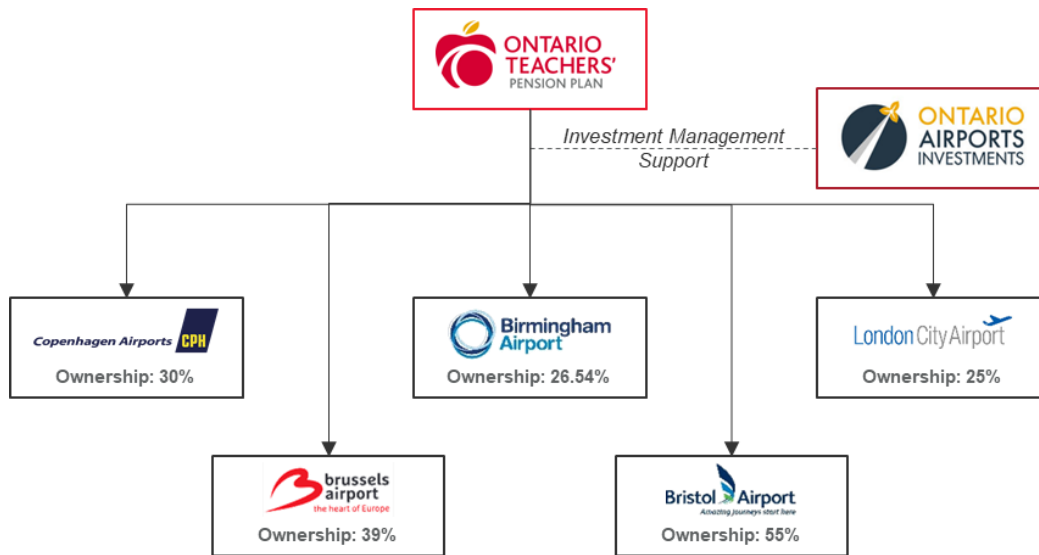 ONTARIO
TEACHERS'
PENSION PLAN
ONTARIO
AIRPORTS
INVESTMENTS
Investment Management
Support
Copenhagen Airports CPH
Ownership: 30%
Birmingham
Airport
Ownership: 26.54%
London City Airport
Ownership: 25%
brussels
airport
the heart of Europe
Ownership: 39%
Bristol Airport
Amazing journeys start here
Ownership: 55%